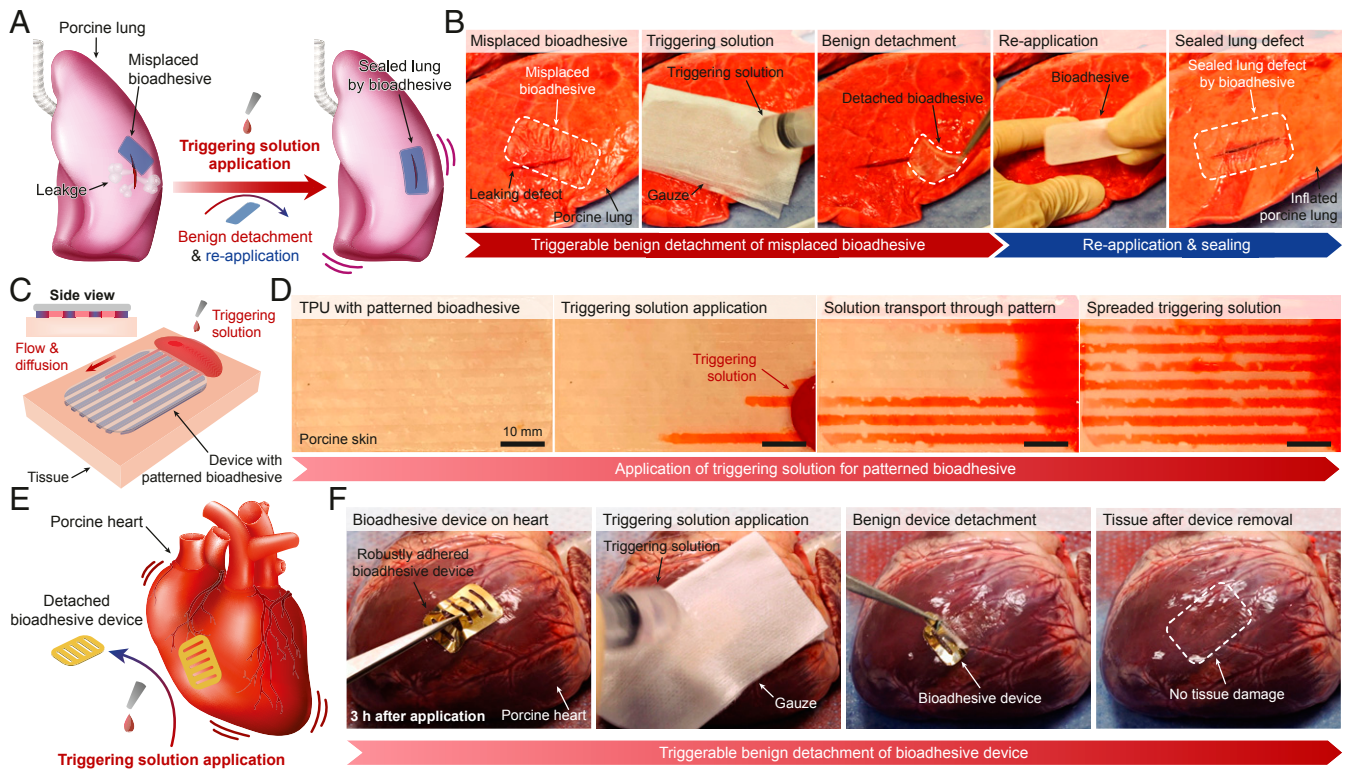 A
Porcine lung
Misplaced
bioadhesive
Leakge
Triggering solution
application
Benign detachment
& re-application
Sealed lung
by bioadhesive
B
Misplaced bioadhesive
Misplaced
bioadhesive
Leaking defect
Porcine lung
Triggering solution
Triggering solution
Gauze
Benign detachment
Detached bioadhesive
Re-application
Bioadhesive
Sealed lung defect
Sealed lung defect
by bioadhesive
Inflated
porcine lung
Triggerable benign detachment of misplaced bioadhesive
Re-application & sealing
C
Side view
Triggering
solution
Flow &
diffusion
Tissue
Device with
patterned bioadhesive
D
TPU with patterned bioadhesive
Porcine skin
10 mm
Triggering solution application
Triggering
solution
Solution transport through pattern
Spreaded triggering solution
Application of triggering solution for patterned bioadhesive
E
Porcine heart
Detached
bioadhesive device
Triggering solution application
F
Bioadhesive device on heart
Robustly adhered
bioadhesive device
3 h after application
Porcine heart
Triggering solution application
Triggering solution
Gauze
Benign device detachment
Bioadhesive device
Tissue after device removal
No tissue damage
Triggerable benign detachment of bioadhesive device